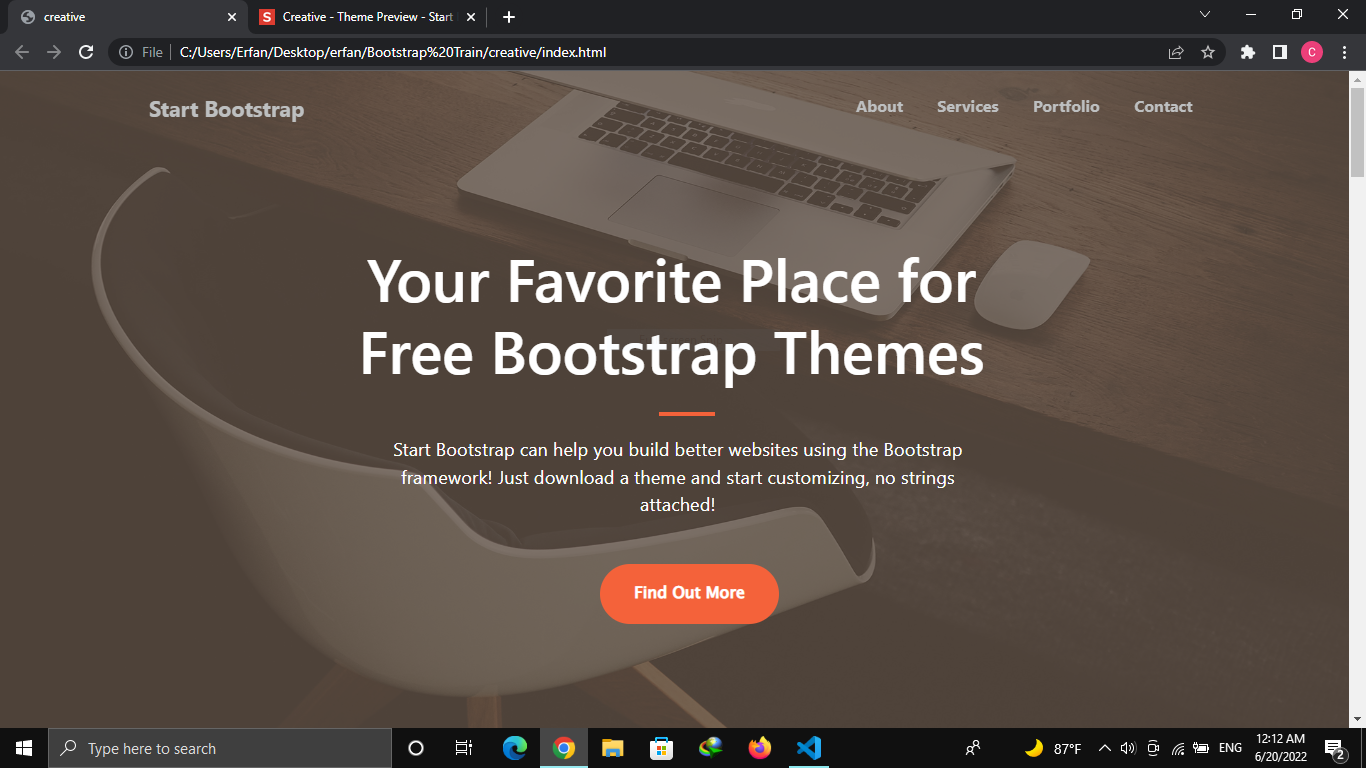 creative
Creative - Theme Preview - Start
File
C:/Users/Erfan/Desktop/erfan/Bootstrap%20Train/creative/index.html
C
Start Bootstrap
About
Services
Portfolio
Contact
Your Favorite Place for
Free Bootstrap Themes
Start Bootstrap can help you build better websites using the Bootstrap
framework! Just download a theme and start customizing, no strings
attached!
Find Out More
Type here to search
87°F
ENG
12:12 AM
6/20/2022
2